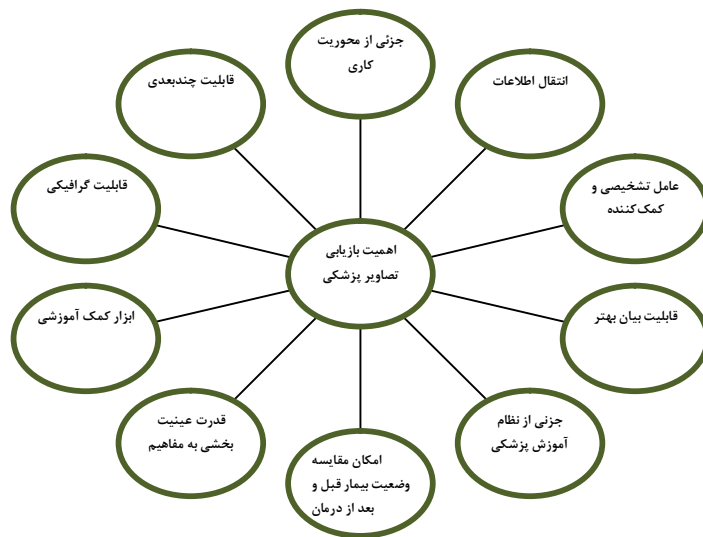 جزئی از محوریت
کاری
انتقال اطلاعات
عامل تشخیصی و
کمک‌کننده
قابلیت بیان بهتر
جزئی از نظام
آموزش پزشکی
امکان مقایسه
وضعیت بیمار قبل و
بعد از درمان
قدرت عینیت
بخشی به مفاهیم
ابزار کمک آموزشی
قابلیت گرافیکی
قابلیت چندبعدی
اهمیت بازیابی
تصاویر پزشکی